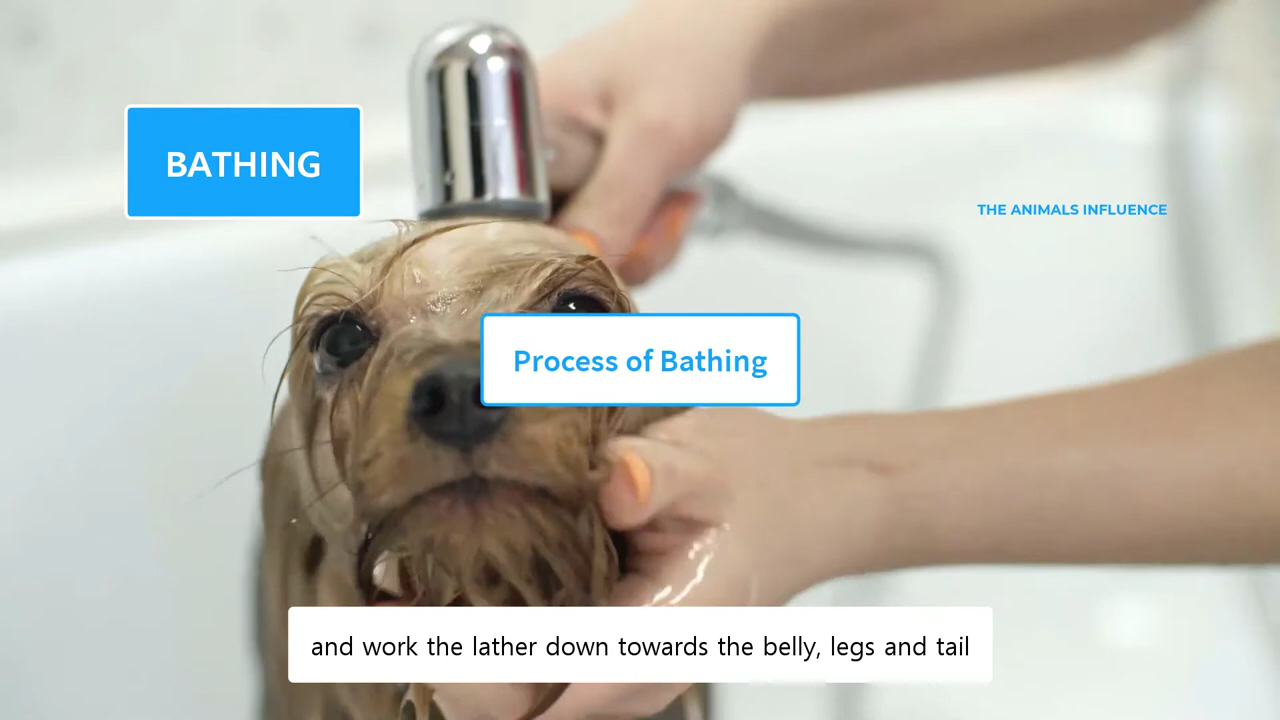 BATHING
THE ANIMALS INFLUENCE
Process of Bathing
and work the lather down towards the belly, legs and tail